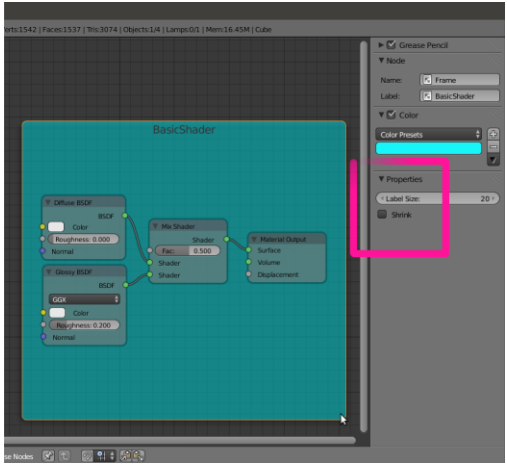 erts:1542 | Faces:1537 | Tris:3074 | Objects:1/4 | Lamps:0/1 | Mem:16.45M | Cube
Grease Pencil
Node
Name: Frame
Label: BasicShader
Color
Color Presets
Properties
Label Size: 20
Shrink
BasicShader
Diffuse BSDF
BSDF
Color
Roughness: 0.000
Normal
Glossy BSDF
BSDF
GGX
Color
Roughness: 0.200
Normal
Mix Shader
Shader
Fac: 0.500
Shader
Shader
Material Output
Surface
Volume
Displacement
se Nodes